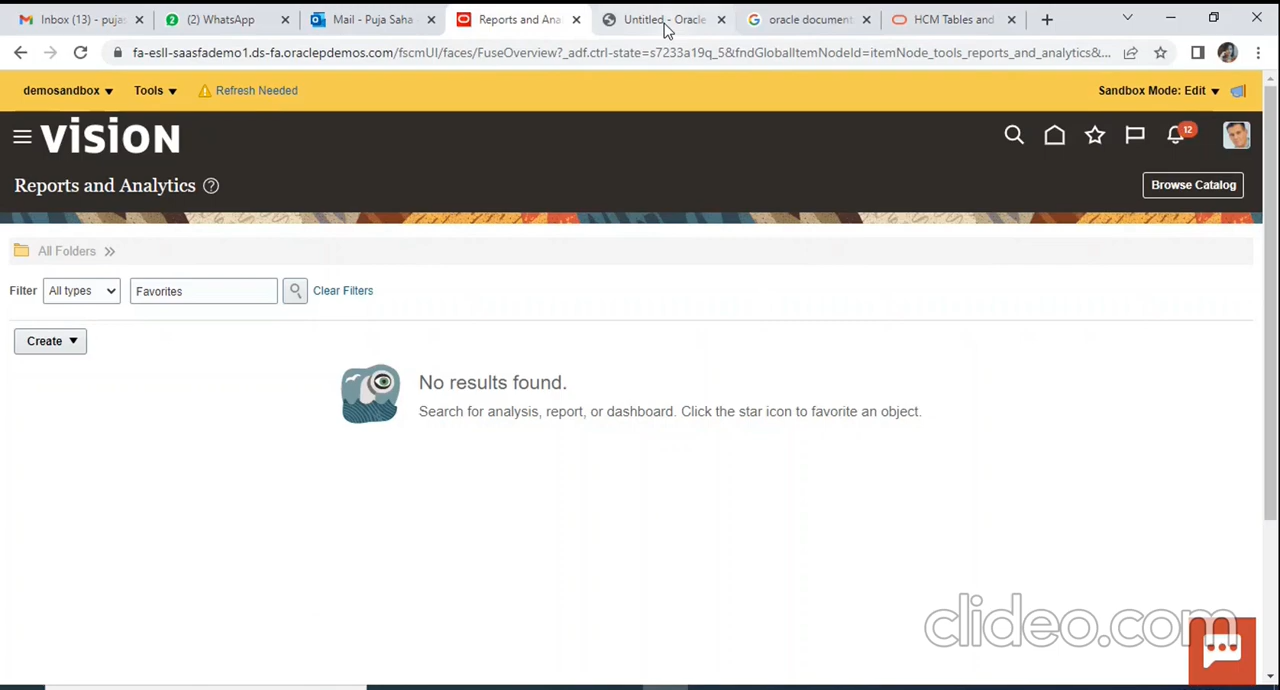 Inbox (13) - pujas
(2) WhatsApp
Mail - Puja Saha
Reports and Ana
Untitled - Oracle
oracle document
HCM Tables and
fa-esll-saasfademo1.ds-fa.oraclepdemos.com/fscmUI/faces/FuseOverview?_adf.ctrl-state=s7233a19q_5&fndGlobalItemNodeId=itemNode_tools_reports_and_analytics&...
demosandbox
Tools
Refresh Needed
Sandbox Mode: Edit
vision
12
Reports and Analytics
Browse Catalog
All Folders
Filter
All types
Favorites
Clear Filters
Create
No results found.
Search for analysis, report, or dashboard. Click the star icon to favorite an object.
clideo.com